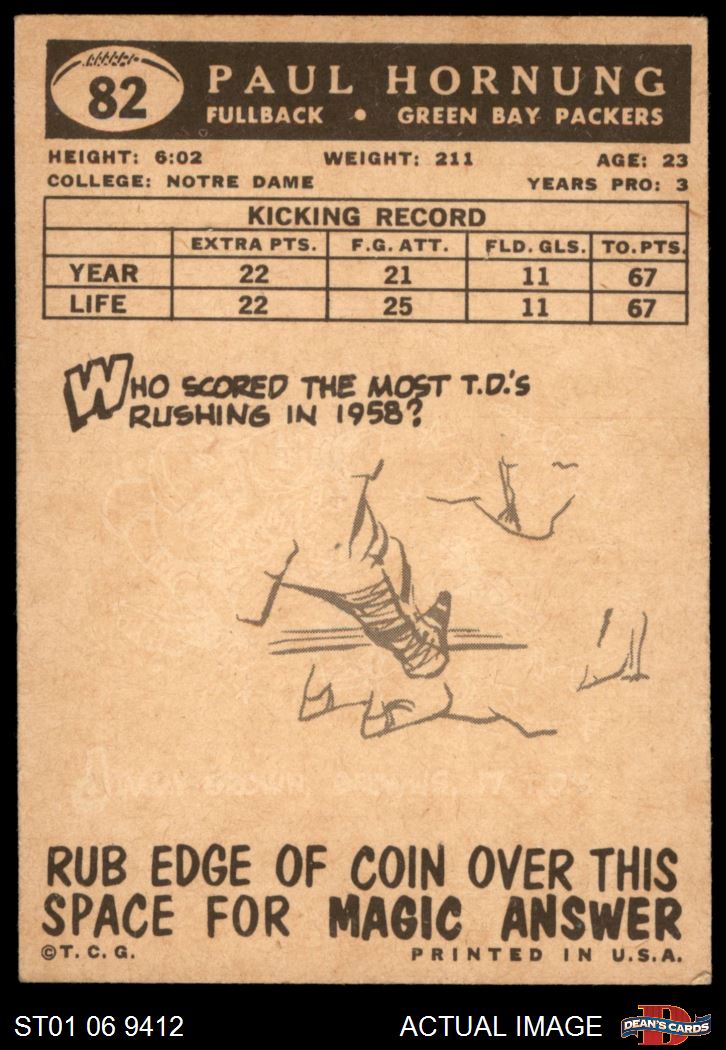 82
PAUL HORNUNG
FULLBACK • GREEN BAY PACKERS
HEIGHT: 6:02 WEIGHT: 211 AGE: 23
COLLEGE: NOTRE DAME YEARS PRO: 3
KICKING RECORD
EXTRA PTS. F.G. ATT. FLD. GLS. TO. PTS.
YEAR 22 21 11 67
LIFE 22 25 11 67
WHO SCORED THE MOST T.D.'S
RUSHING IN 1958?
BROWN, BROWNS, 17 T.D.'S
RUB EDGE OF COIN OVER THIS
SPACE FOR MAGIC ANSWER
©T. C. G. PRINTED IN U.S.A.
ST01 06 9412 ACTUAL IMAGE
D
DEAN'S CARDS